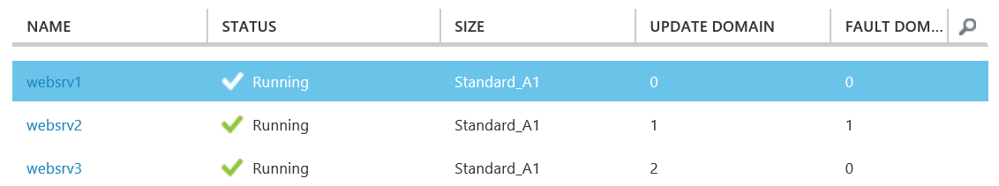 NAME STATUS SIZE UPDATE DOMAIN FAULT DOM...
websrv1 Running Standard_A1 0 0
websrv2 Running Standard_A1 1 1
websrv3 Running Standard_A1 2 0